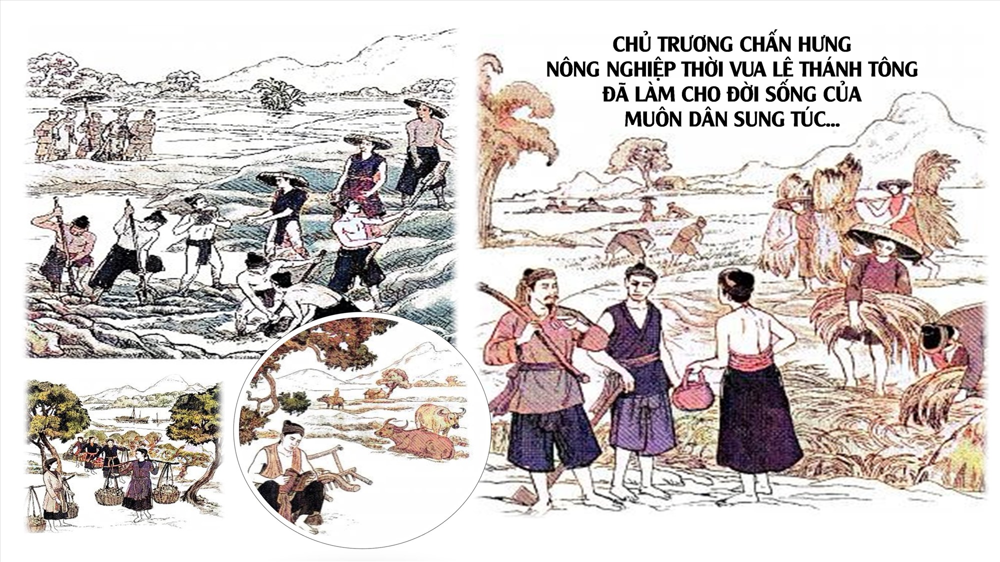 CHỦ TRƯƠNG CHẤN HƯNG
NÔNG NGHIỆP THỜI VUA LÊ THÁNH TÔNG
ĐÃ LÀM CHO ĐỜI SỐNG CỦA
MUÔN DÂN SUNG TÚC...